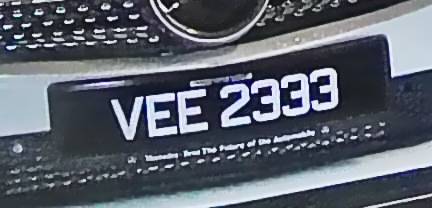 VEE 2333
The Future of the Automobile